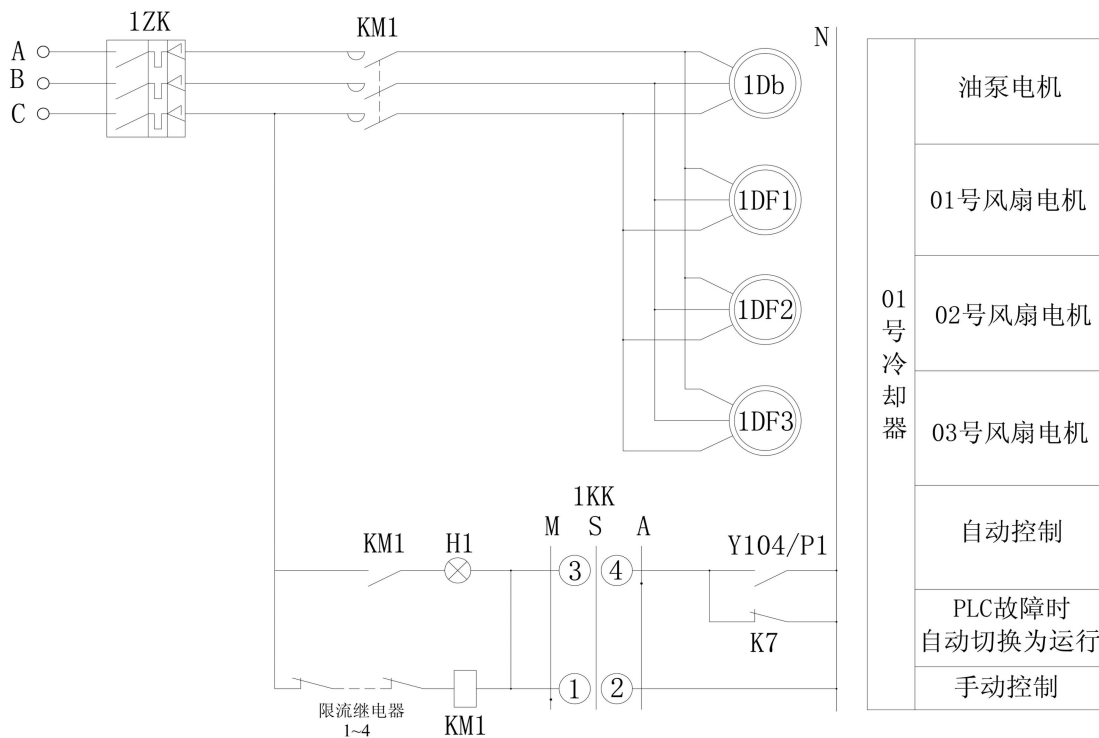 1ZK
KM1
N
A
B
C
1Db
1DF1
1DF2
1DF3
1KK
M S A
KM1
H1
3
4
Y104/P1
K7
1
2
限流继电器
1~4
KM1
01号冷却器
油泵电机
01号风扇电机
02号风扇电机
03号风扇电机
自动控制
PLC故障时
自动切换为运行
手动控制